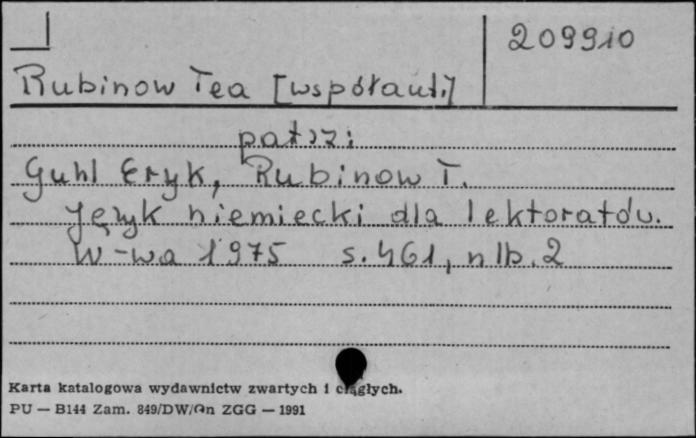 209910
Rubinow Tea [współaut.]
patrz:
Guhl Eryk, Rubinow T.
Język niemiecki dla lektoratów.
W-wa 1975 s. 461, nlb. 2
Karta katalogowa wydawnictw zwartych i ciągłych.
PU — B144 Zam. 849/DW/Gn ZGG — 1991